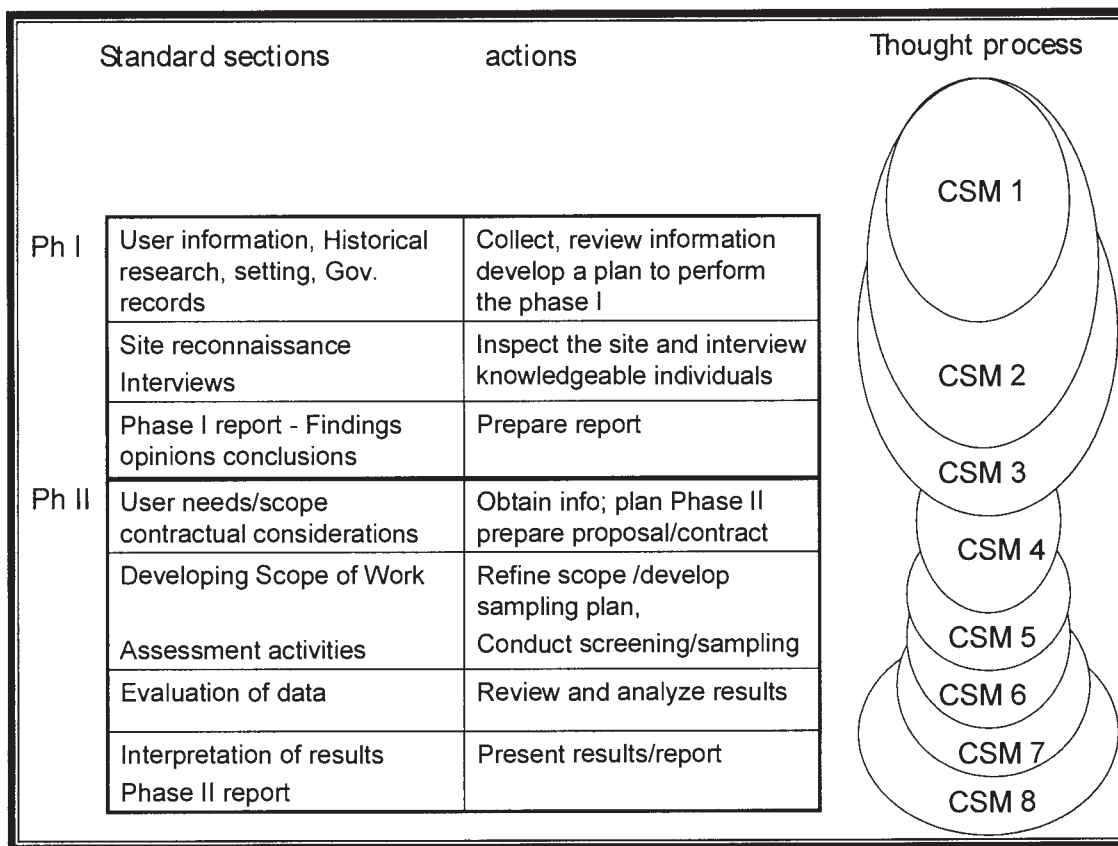 Standard sections
actions
Thought process
Ph I
User information, Historical
research, setting, Gov.
records
Collect, review information
develop a plan to perform
the phase I
Site reconnaissance
Interviews
Inspect the site and interview
knowledgeable individuals
Phase I report - Findings
opinions conclusions
Prepare report
Ph II
User needs/scope
contractual considerations
Obtain info; plan Phase II
prepare proposal/contract
Developing Scope of Work
Assessment activities
Refine scope /develop
sampling plan,
Conduct screening/sampling
Evaluation of data
Review and analyze results
Interpretation of results
Phase II report
Present results/report
CSM 1
CSM 2
CSM 3
CSM 4
CSM 5
CSM 6
CSM 7
CSM 8